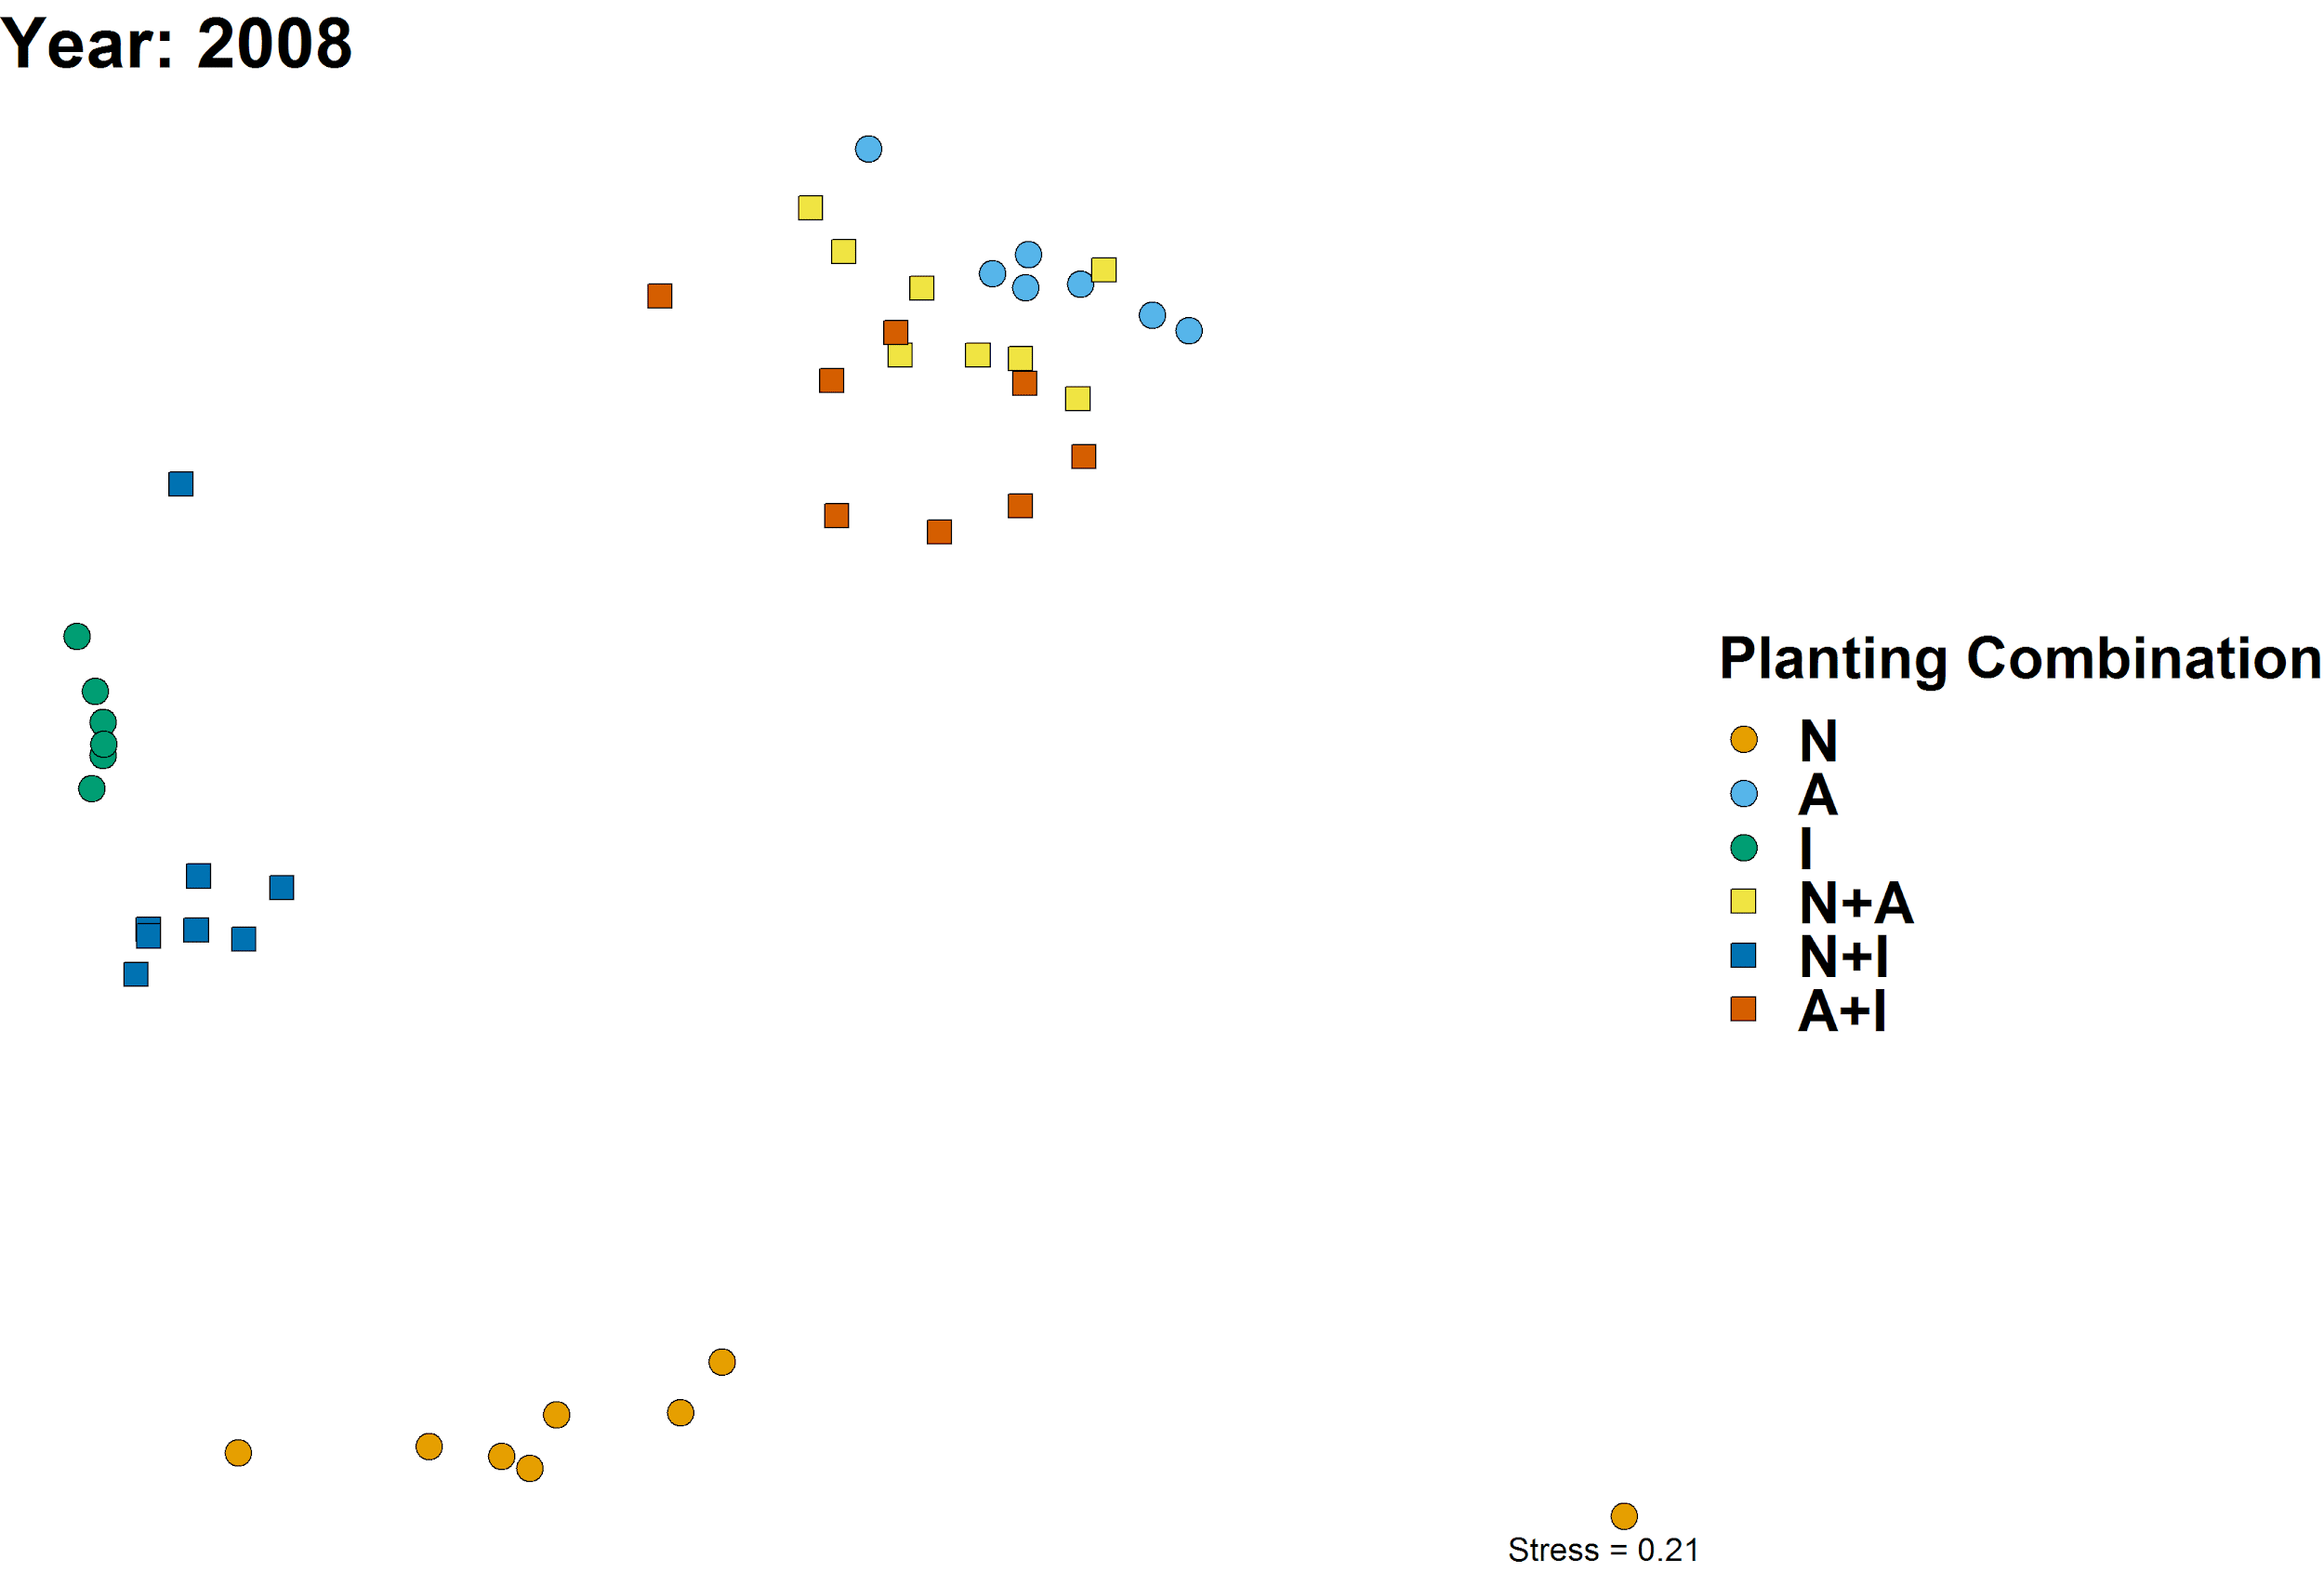 Year: 2008
Planting Combination
N
A
I
N+A
N+I
A+I
Stress = 0.21